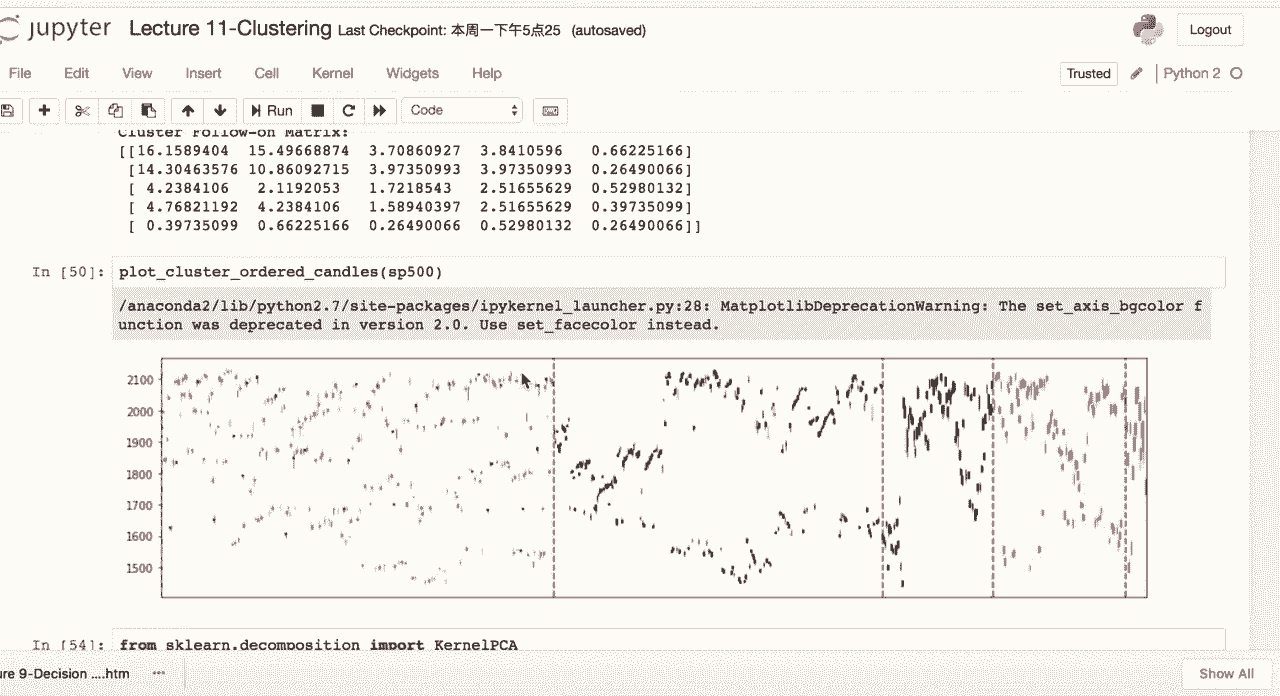 jupyter Lecture 11-Clustering Last Checkpoint: 本周一下午5点25 (autosaved)
Logout
File Edit View Insert Cell Kernel Widgets Help
Trusted Python 2
Run Code
Cluster Follow-on Matrix:
[[16.1589404 15.49668874 3.70860927 3.8410596 0.66225166]
[14.30463576 10.86092715 3.97350993 3.97350993 0.26490066]
[ 4.2384106 2.1192053 1.7218543 2.51655629 0.52980132]
[ 4.76821192 4.2384106 1.58940397 2.51655629 0.39735099]
[ 0.39735099 0.66225166 0.26490066 0.52980132 0.26490066]]
In [50]: plot_cluster_ordered_candles(sp500)
/anaconda2/lib/python2.7/site-packages/ipykernel_launcher.py:28: MatplotlibDeprecationWarning: The set_axis_bgcolor f
unction was deprecated in version 2.0. Use set_facecolor instead.
2100
2000
1900
1800
1700
1600
1500
In [54]: from sklearn.decomposition import KernelPCA
ure 9-Decision ....htm
Show All